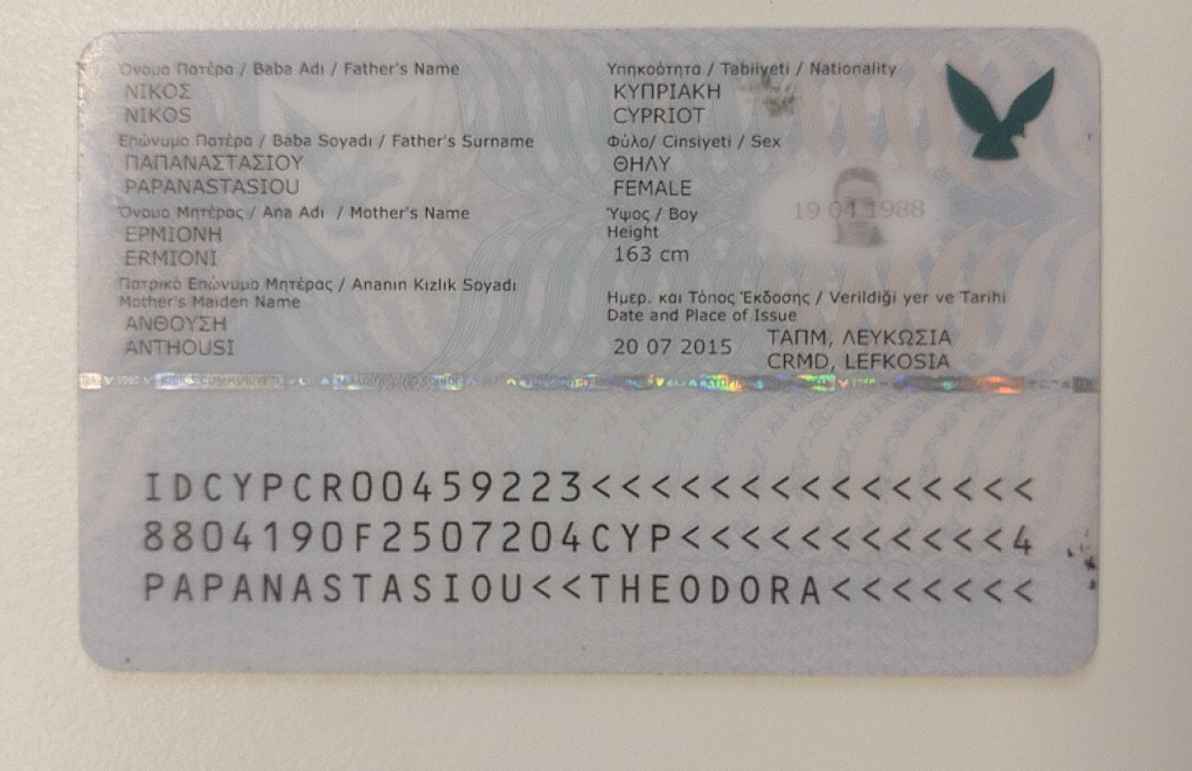 Όνομα Πατέρα / Baba Adı / Father's Name
ΝΙΚΟΣ
NIKOS
Επώνυμο Πατέρα / Baba Soyadı / Father's Surname
ΠΑΠΑΝΑΣΤΑΣΙΟΥ
PAPANASTASIOU
Όνομα Μητέρας / Ana Adı / Mother's Name
ΕΡΜΙΟΝΗ
ERMIONI
Πατρικό Επώνυμο Μητέρας / Ananın Kızlık Soyadı
Mother's Maiden Name
ΑΝΘΟΥΣΗ
ANTHOUSI
Υπηκοότητα / Tabiiyeti / Nationality
ΚΥΠΡΙΑΚΗ
CYPRIOT
Φύλο/ Cinsiyeti / Sex
ΘΗΛΥ
FEMALE
Ύψος / Boy
Height
163 cm
19 04 1988
Ημερ. και Τόπος Έκδοσης / Verildiği yer ve Tarihi
Date and Place of Issue
20 07 2015
ΤΑΠΜ, ΛΕΥΚΩΣΙΑ
CRMD, LEFKOSIA
IDCYPCR00459223<<<<<<<<<<<<<<<
8804190F2507204CYP<<<<<<<<<<<4
PAPANASTASIOU<<THEODORA<<<<<<<